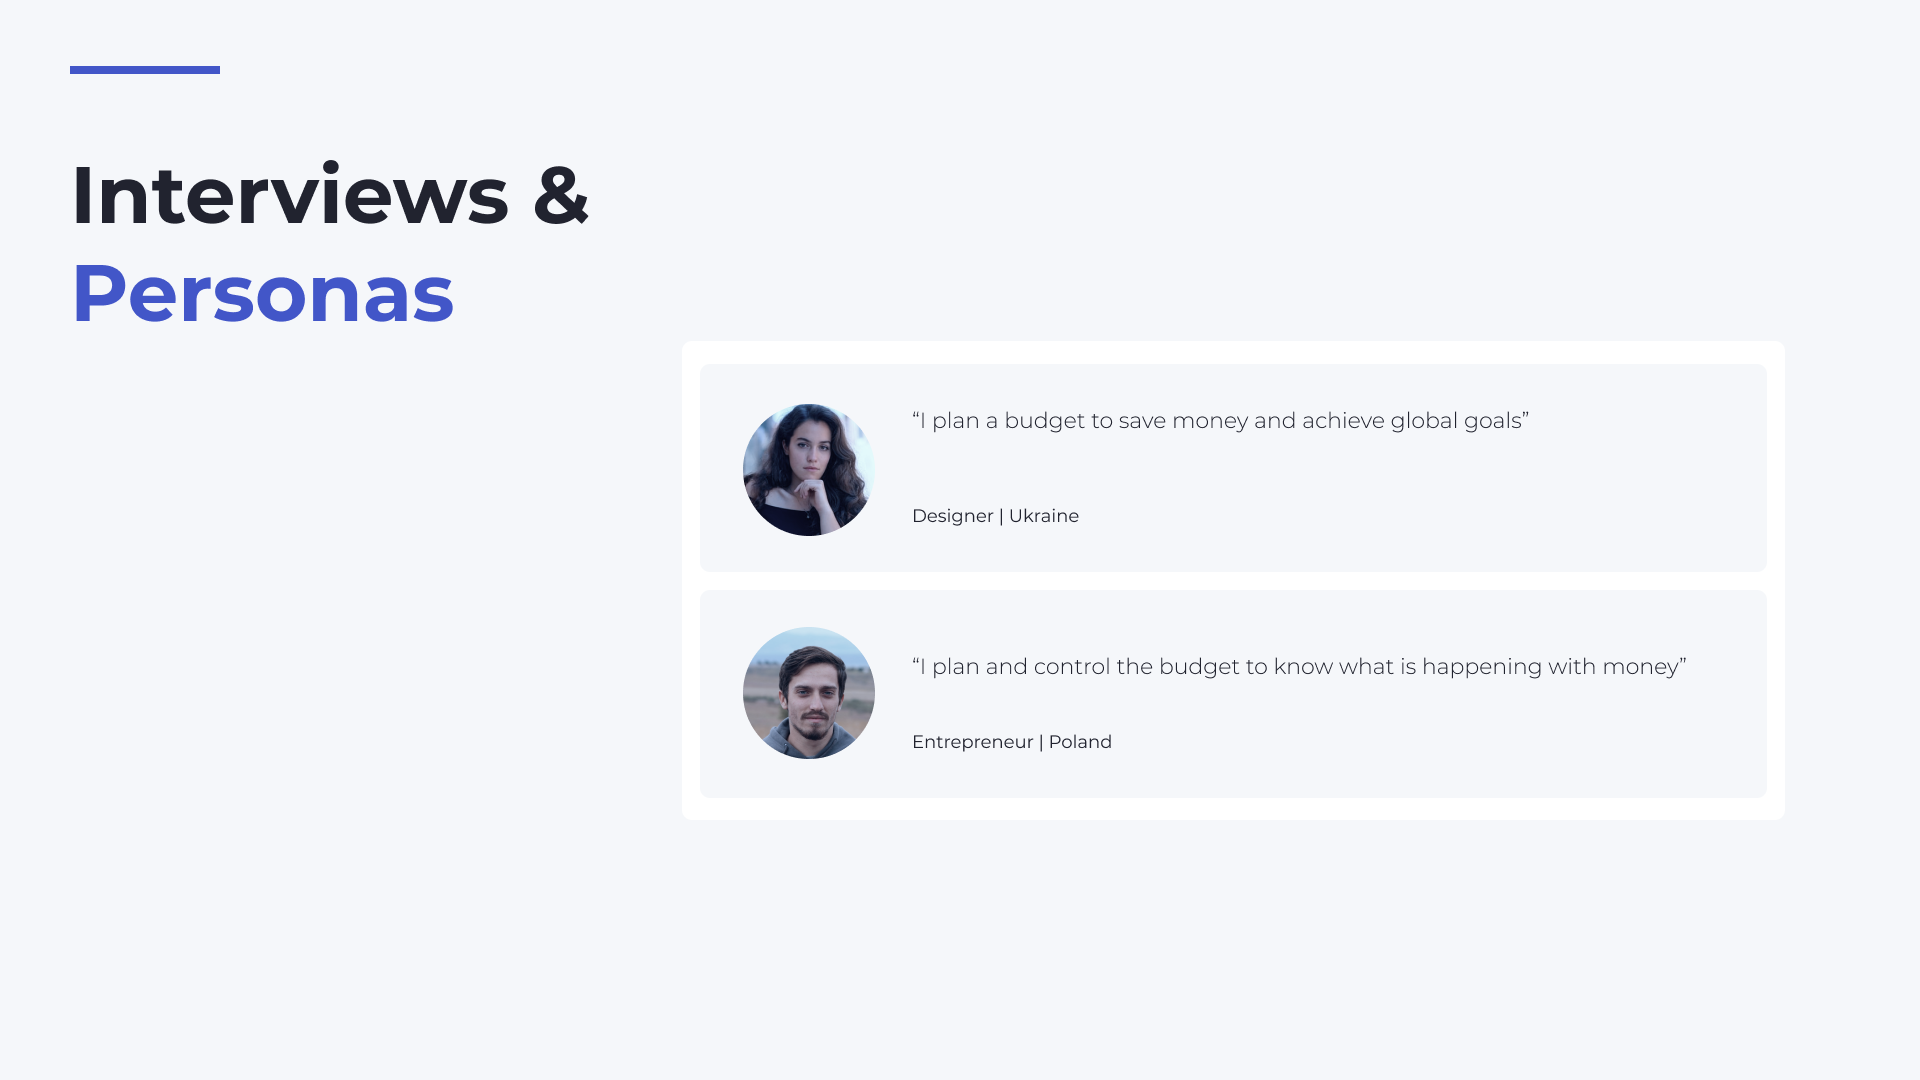 Interviews &
Personas
“I plan a budget to save money and achieve global goals”
Designer | Ukraine
“I plan and control the budget to know what is happening with money”
Entrepreneur | Poland